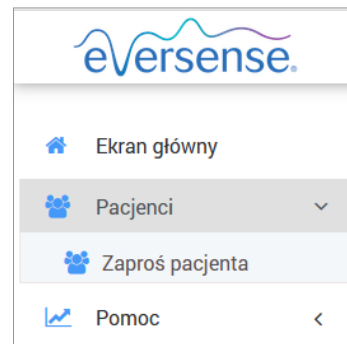 eversense.
Ekran główny
Pacjenci
Zaproś pacjenta
Pomoc